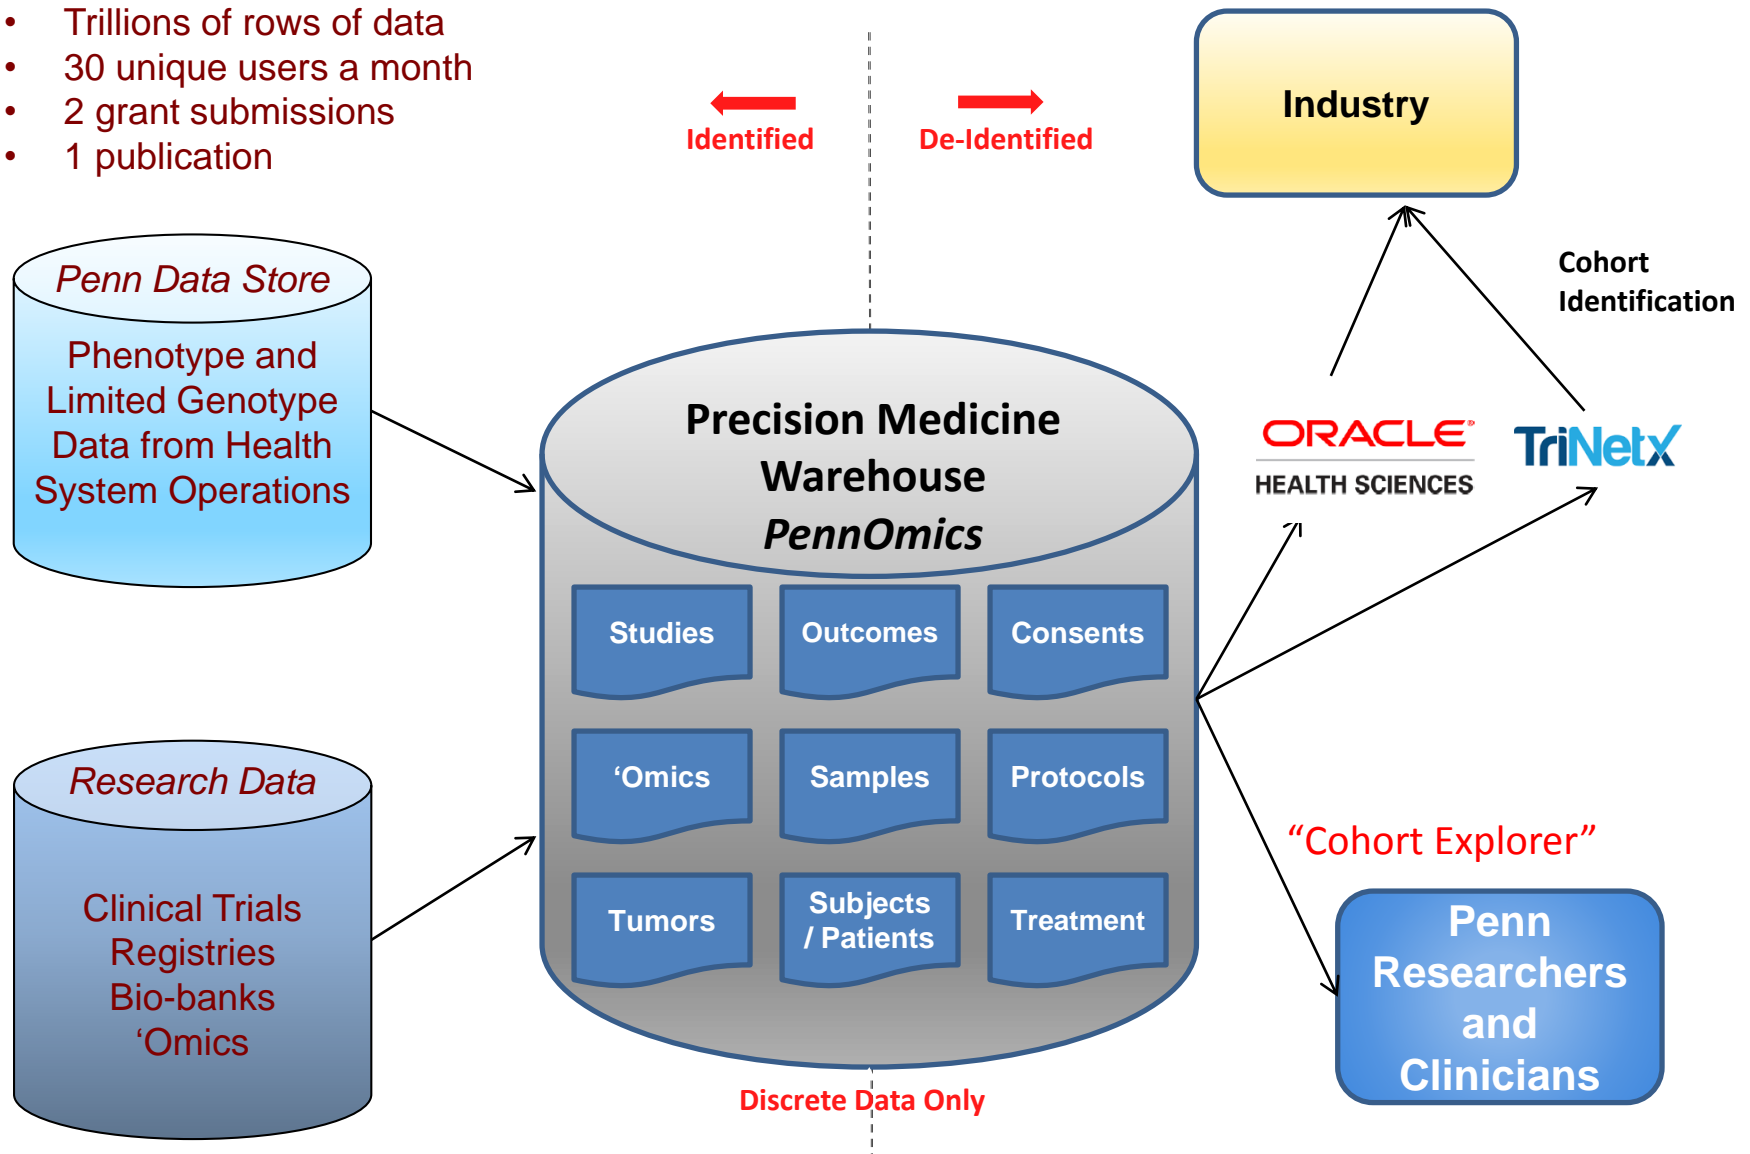 • Trillions of rows of data
• 30 unique users a month
• 2 grant submissions
• 1 publication
Identified
De-Identified
Industry
Cohort
Identification
Penn Data Store
Phenotype and
Limited Genotype
Data from Health
System Operations
Precision Medicine
Warehouse
PennOmics
ORACLE®
HEALTH SCIENCES
TriNetX
Studies
Outcomes
Consents
‘Omics
Samples
Protocols
Tumors
Subjects
/ Patients
Treatment
Research Data
Clinical Trials
Registries
Bio-banks
‘Omics
“Cohort Explorer”
Penn
Researchers
and
Clinicians
Discrete Data Only